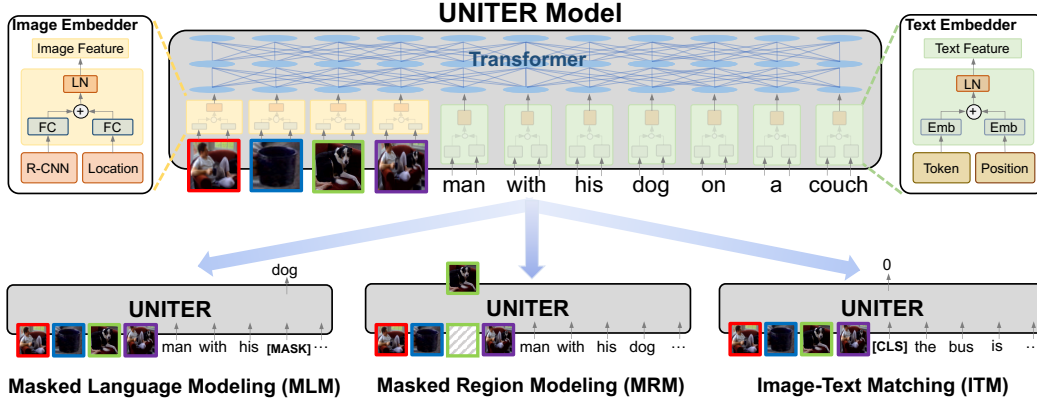 UNITER Model
Image Embedder
Image Feature
LN
+
FC
FC
R-CNN
Location
Transformer
man with his dog on a couch
Text Embedder
Text Feature
LN
+
Emb
Emb
Token
Position
dog
UNITER
man with his [MASK] ...
Masked Language Modeling (MLM)
UNITER
man with his dog ...
Masked Region Modeling (MRM)
0
UNITER
[CLS] the bus is ...
Image-Text Matching (ITM)